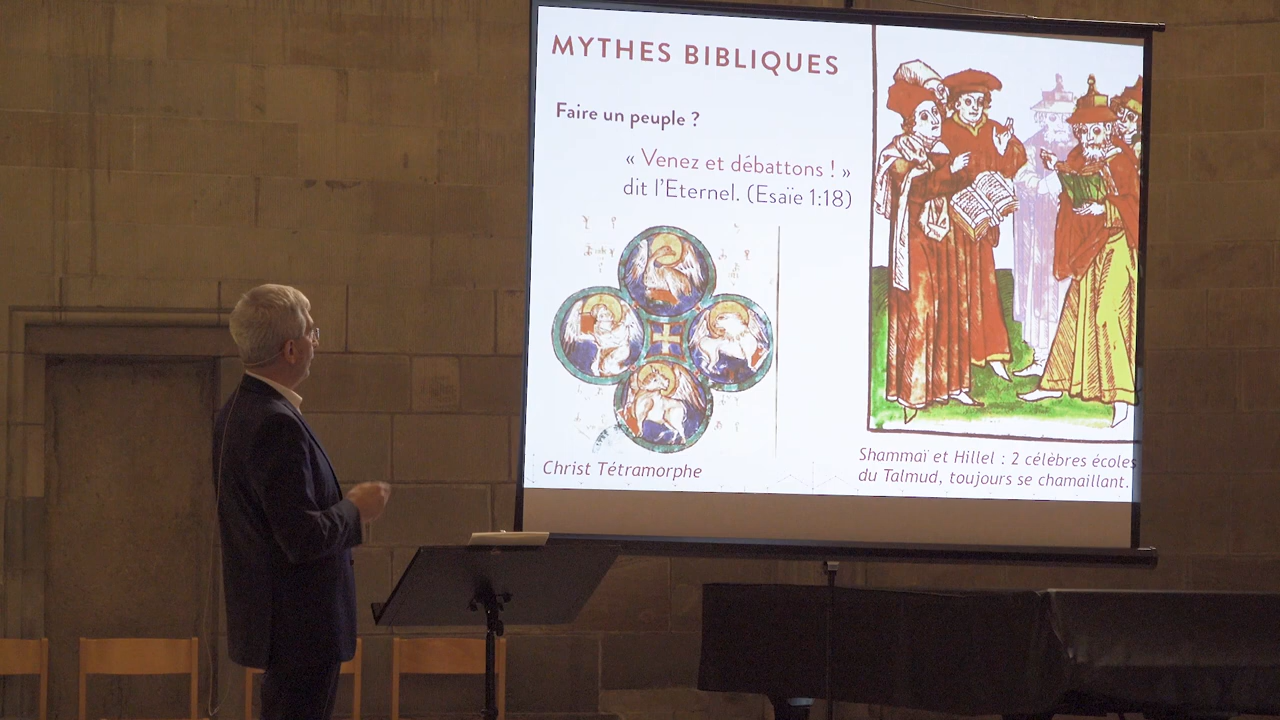 MYTHES BIBLIQUES
Faire un peuple ?
« Venez et débattons ! »
dit l'Eternel. (Esaïe 1:18)
Christ Tétramorphe
Shammaï et Hillel : 2 célèbres écoles
du Talmud, toujours se chamaillant.